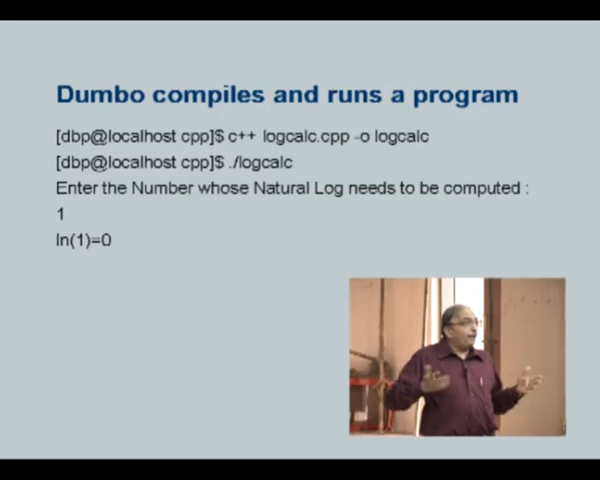 Dumbo compiles and runs a program
[dbp@localhost cpp]$ c++ logcalc.cpp -o logcalc
[dbp@localhost cpp]$ ./logcalc
Enter the Number whose Natural Log needs to be computed :
1
ln(1)=0